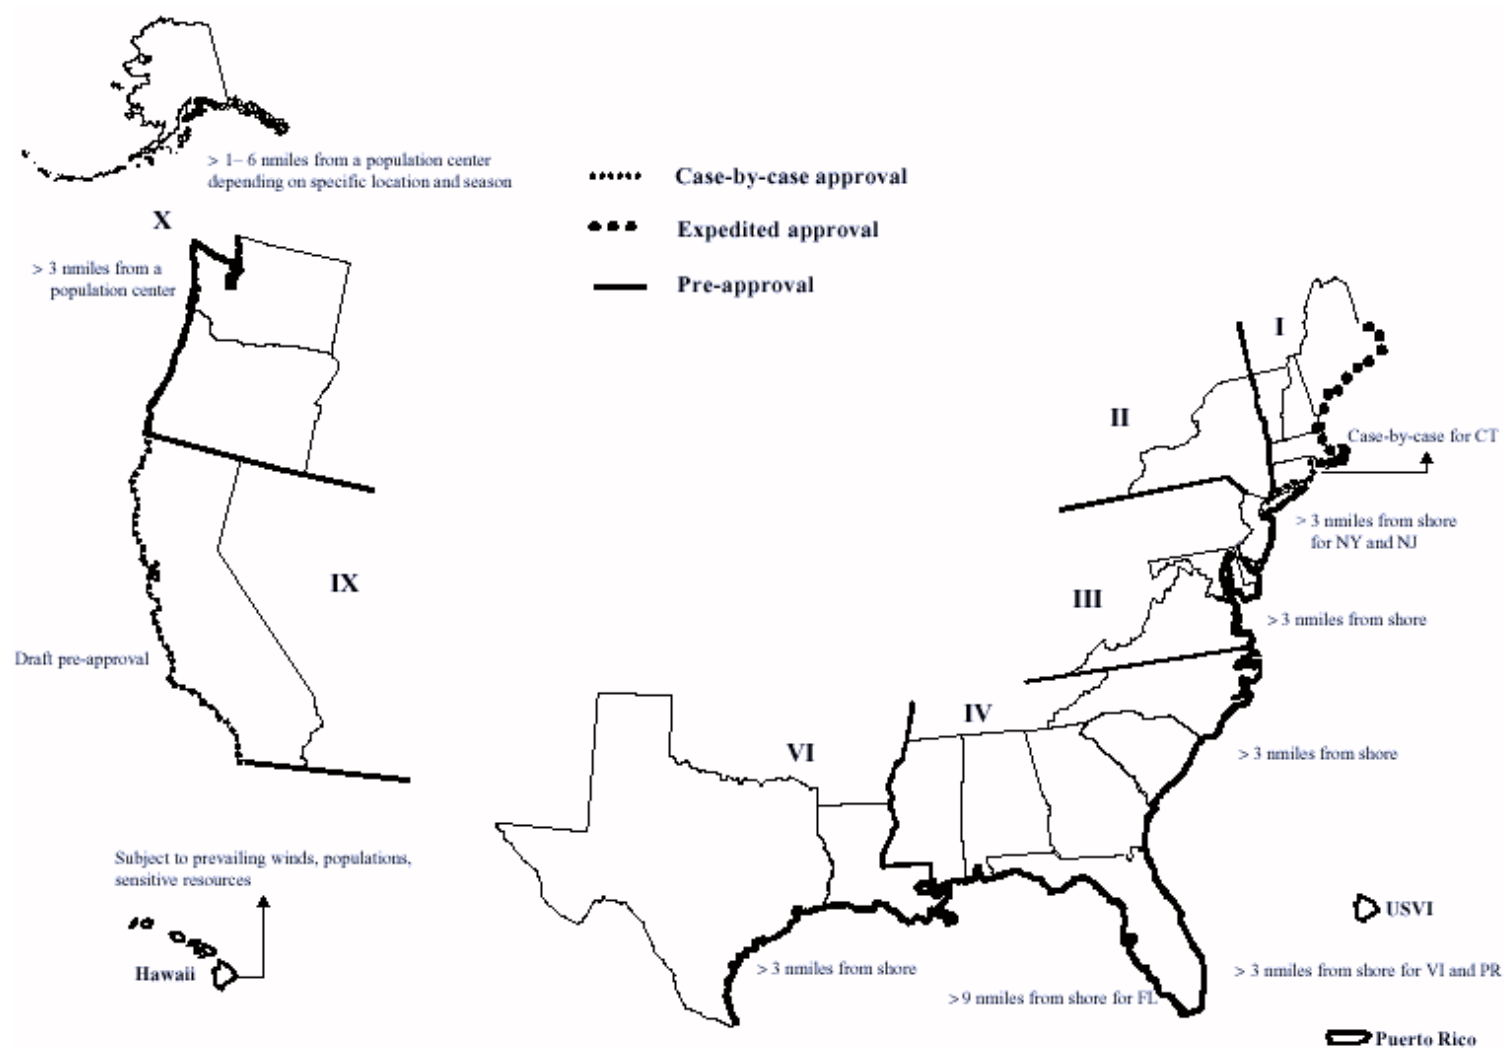 > 1– 6 nmiles from a population center
depending on specific location and season
Case-by-case approval
X
Expedited approval
> 3 nmiles from a
population center
Pre-approval
I
II
Case-by-case for CT
> 3 nmiles from shore
for NY and NJ
IX
III
> 3 nmiles from shore
Draft pre-approval
IV
VI
> 3 nmiles from shore
Subject to prevailing winds, populations,
sensitive resources
USVI
Hawaii
> 3 nmiles from shore
> 3 nmiles from shore for VI and PR
> 9 nmiles from shore for FL
Puerto Rico